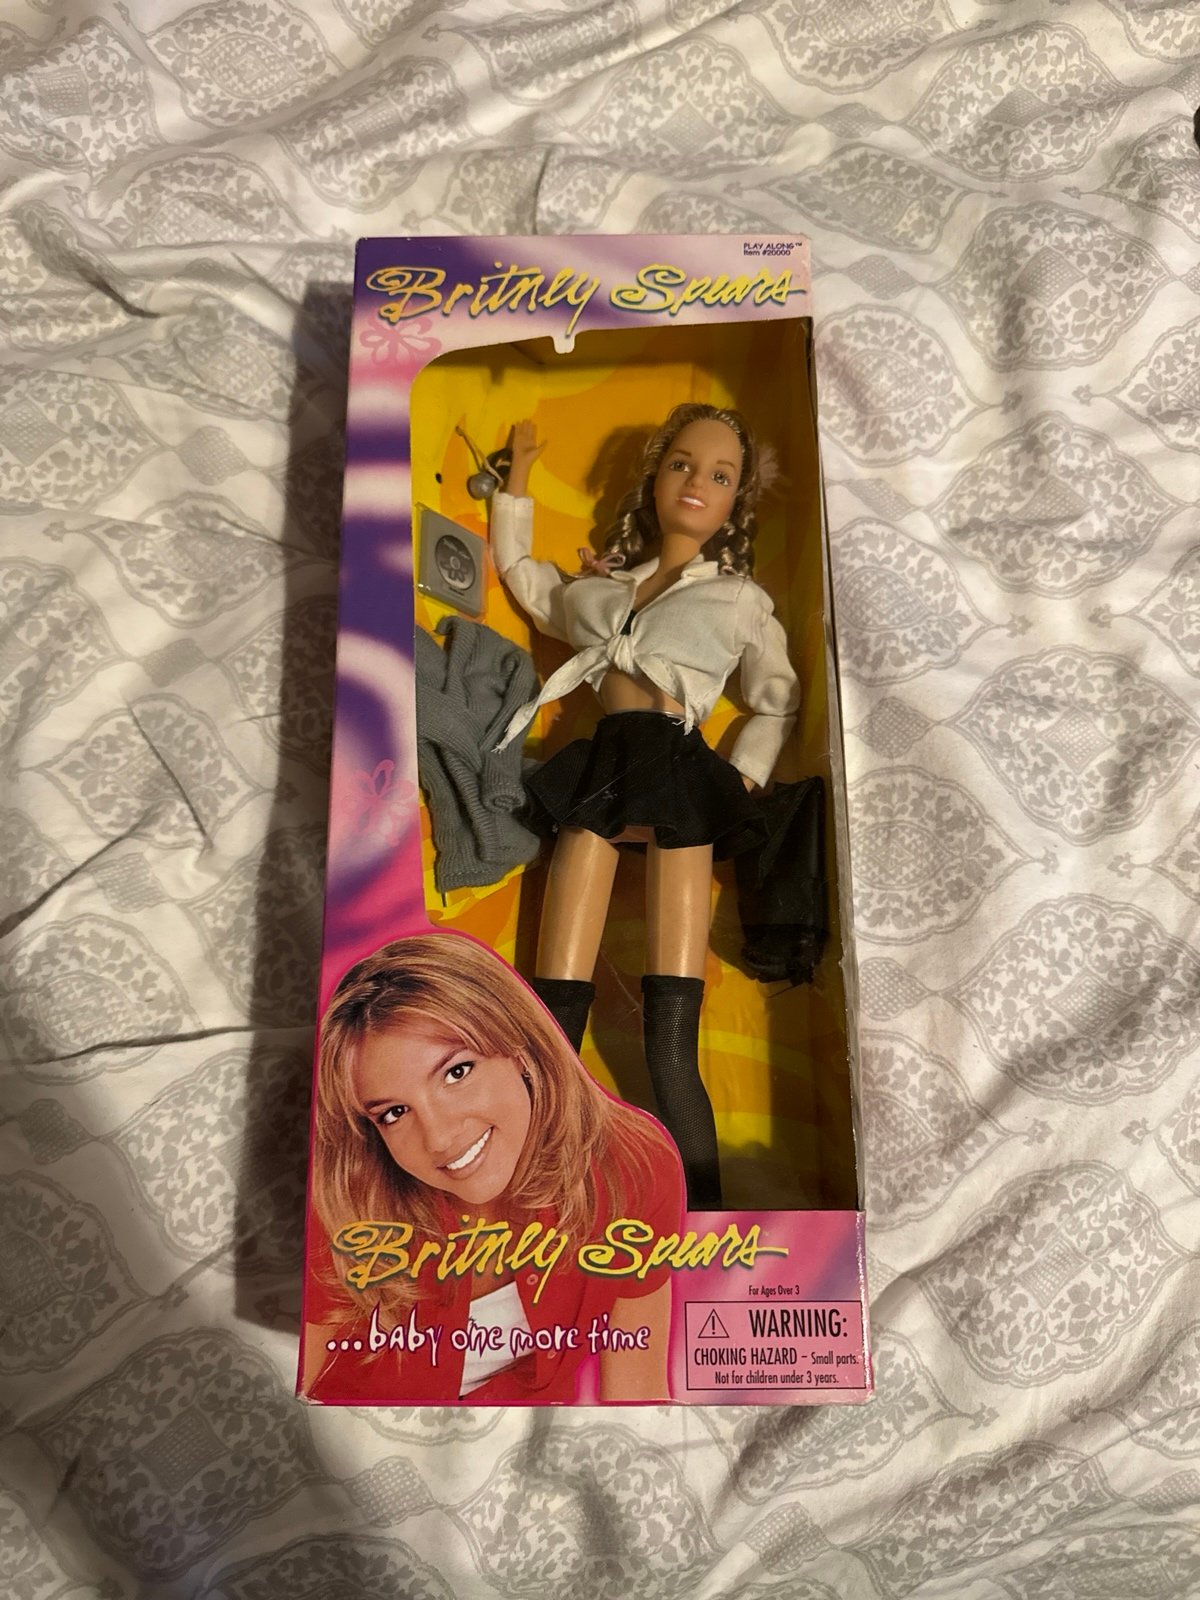 PLAY ALONG™
Item #20000
Britney Spears
Britney Spears
...baby one more time
For Ages Over 3
WARNING:
CHOKING HAZARD – Small parts.
Not for children under 3 years.